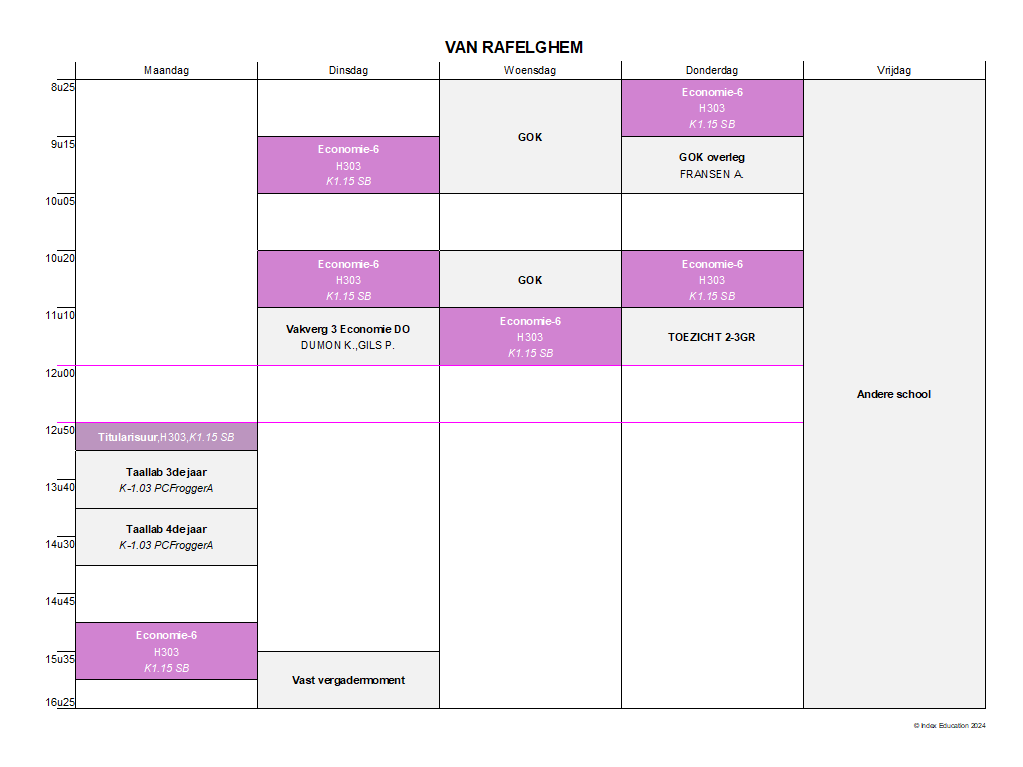 VAN RAFELGHEM
Maandag Dinsdag Woensdag Donderdag Vrijdag
8u25
9u15
10u05
10u20
11u10
12u00
12u50
13u40
14u30
14u45
15u35
16u25
Titularisuur,H303,K1.15 SB
Taallab 3de jaar
K-1.03 PCFroggerA
Taallab 4de jaar
K-1.03 PCFroggerA
Economie-6
H303
K1.15 SB
Economie-6
H303
K1.15 SB
Economie-6
H303
K1.15 SB
Vakverg 3 Economie DO
DUMON K.,GILS P.
Vast vergadermoment
GOK
GOK
Economie-6
H303
K1.15 SB
Economie-6
H303
K1.15 SB
GOK overleg
FRANSEN A.
Economie-6
H303
K1.15 SB
TOEZICHT 2-3GR
Andere school
© Index Education 2024